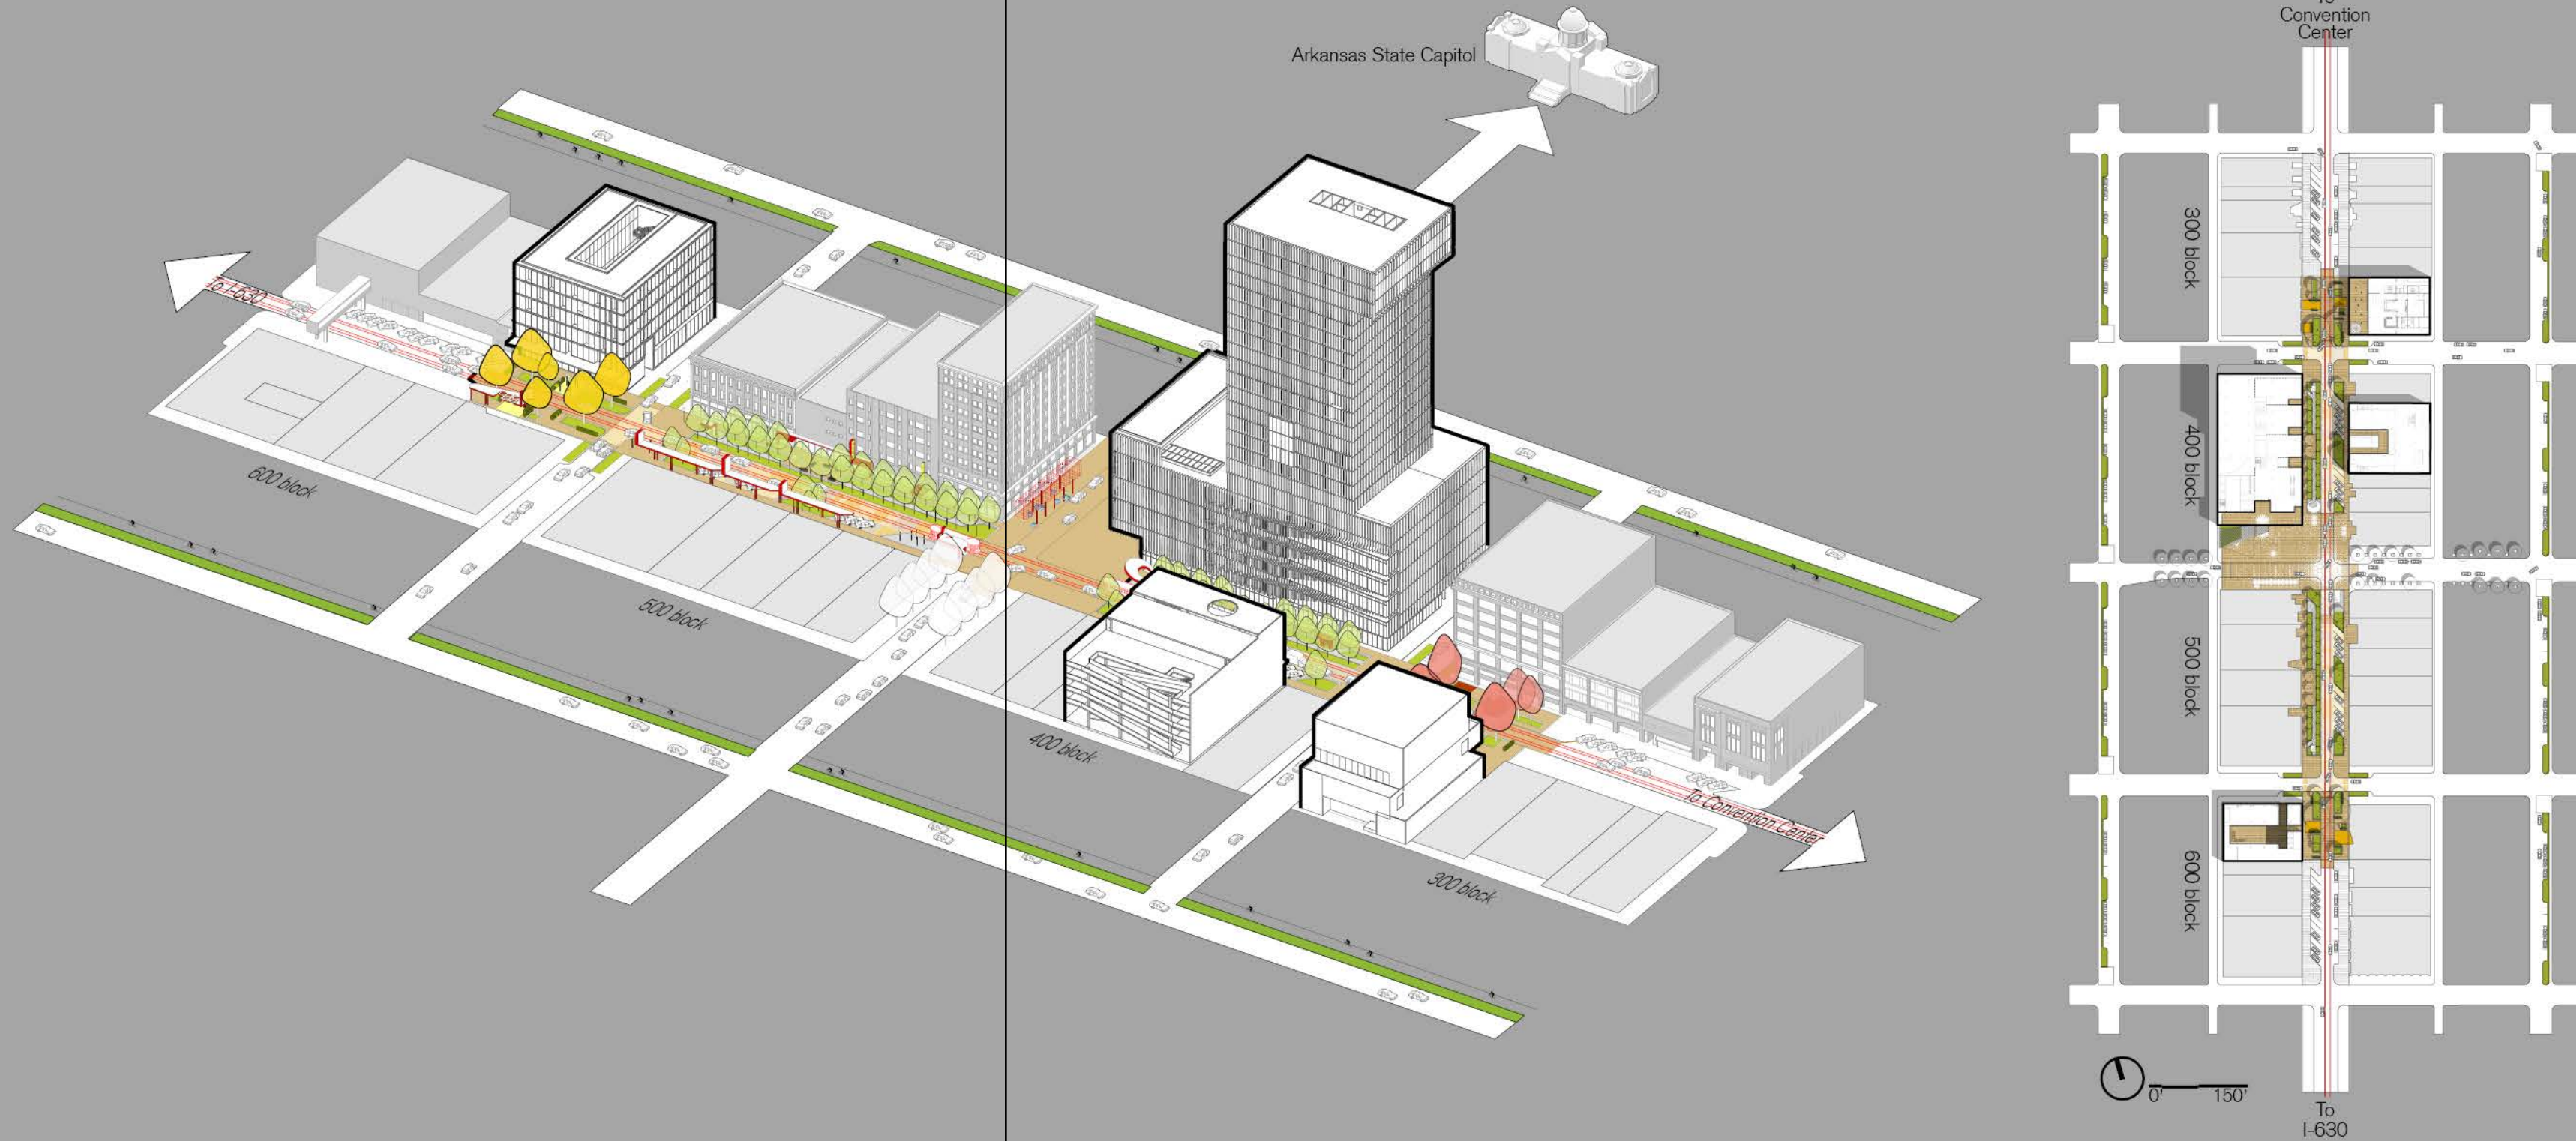 Arkansas State Capitol
To I-630
600 block
500 block
400 block
300 block
To Convention Center
To
Convention
Center
300 block
400 block
500 block
600 block
0' 150'
To
I-630